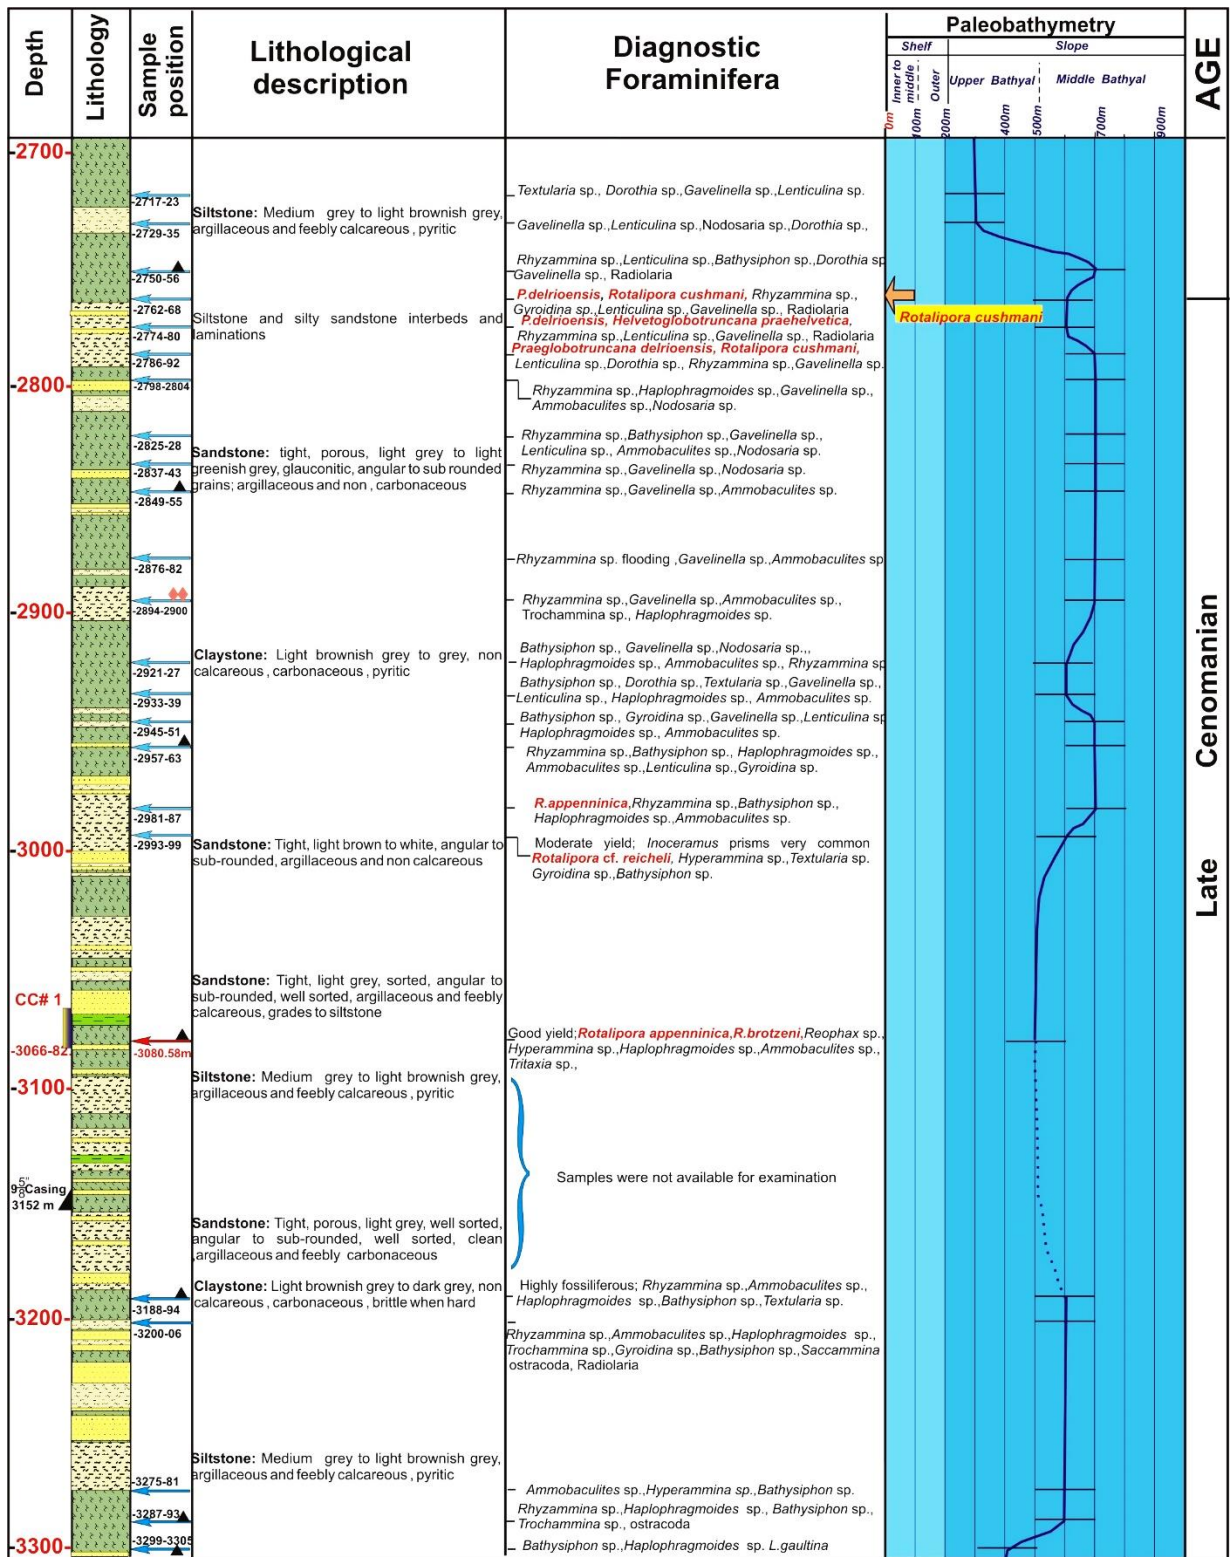 Depth
Lithology
Sample position
Lithological description
Diagnostic Foraminifera
Paleobathymetry
Shelf
Slope
Inner to middle
Outer
Upper Bathyal
Middle Bathyal
0m
100m
200m
400m
500m
700m
900m
AGE
-2700
-2800
-2900
-3000
CC# 1
-3066-82
-3100
9 5" 8 Casing
3152 m
-3200
-3300
-2717-23
-2729-35
-2750-56
-2762-68
-2774-80
-2786-92
-2798-2804
-2825-28
-2837-43
-2849-55
-2876-82
-2894-2900
-2921-27
-2933-39
-2945-51
-2957-63
-2981-87
-2993-99
-3080.58m
-3188-94
-3200-06
-3275-81
-3287-93
-3299-3305
Siltstone: Medium grey to light brownish grey,
argillaceous and feebly calcareous , pyritic
Siltstone and silty sandstone interbeds and
laminations
Sandstone: tight, porous, light grey to light
greenish grey, glauconitic, angular to sub rounded
grains; argillaceous and non , carbonaceous
Claystone: Light brownish grey to grey, non
calcareous , carbonaceous , pyritic
Sandstone: Tight, light brown to white, angular to
sub-rounded, argillaceous and non calcareous
Sandstone: Tight, light grey, sorted, angular to
sub-rounded, well sorted, argillaceous and feebly
calcareous, grades to siltstone
Siltstone: Medium grey to light brownish grey,
argillaceous and feebly calcareous , pyritic
Sandstone: Tight, porous, light grey, well sorted,
angular to sub-rounded, well sorted, clean
,argillaceous and feebly carbonaceous
Claystone: Light brownish grey to dark grey, non
calcareous , carbonaceous , brittle when hard
Siltstone: Medium grey to light brownish grey,
argillaceous and feebly calcareous , pyritic
Textularia sp., Dorothia sp.,Gavelinella sp.,Lenticulina sp.
Gavelinella sp.,Lenticulina sp.,Nodosaria sp.,Dorothia sp.,
Rhyzammina sp.,Lenticulina sp.,Bathysiphon sp.,Dorothia sp
Gavelinella sp., Radiolaria
P.delrioensis, Rotalipora cushmani, Rhyzammina sp.,
Gyroidina sp.,Lenticulina sp.,Gavelinella sp., Radiolaria
P.delrioensis, Helvetoglobotruncana praehelvetica,
Rhyzammina sp.,Lenticulina sp.,Gavelinella sp., Radiolaria
Praeglobotruncana delrioensis, Rotalipora cushmani,
Lenticulina sp.,Dorothia sp., Rhyzammina sp.,Gavelinella sp.
Rhyzammina sp.,Haplophragmoides sp.,Gavelinella sp.,
Ammobaculites sp.,Nodosaria sp.
Rhyzammina sp.,Bathysiphon sp.,Gavelinella sp.,
Lenticulina sp., Ammobaculites sp.,Nodosaria sp.
Rhyzammina sp.,Gavelinella sp.,Nodosaria sp.
Rhyzammina sp.,Gavelinella sp.,Ammobaculites sp.
Rhyzammina sp. flooding ,Gavelinella sp.,Ammobaculites sp
Rhyzammina sp.,Gavelinella sp.,Ammobaculites sp.,
Trochammina sp., Haplophragmoides sp.
Bathysiphon sp., Gavelinella sp.,Nodosaria sp.,,
Haplophragmoides sp., Ammobaculites sp., Rhyzammina sp
Bathysiphon sp., Dorothia sp.,Textularia sp.,Gavelinella sp.,
Lenticulina sp., Haplophragmoides sp., Ammobaculites sp.
Bathysiphon sp., Gyroidina sp.,Gavelinella sp.,Lenticulina sp
Haplophragmoides sp., Ammobaculites sp.
Rhyzammina sp.,Bathysiphon sp., Haplophragmoides sp.,
Ammobaculites sp.,Lenticulina sp.,Gyroidina sp.
R.appenninica,Rhyzammina sp.,Bathysiphon sp.,
Haplophragmoides sp.,Ammobaculites sp.
Moderate yield; Inoceramus prisms very common
Rotalipora cf. reicheli, Hyperammina sp.,Textularia sp.
Gyroidina sp.,Bathysiphon sp.
Good yield;Rotalipora appenninica,R.brotzeni,Reophax sp.,
Hyperammina sp.,Haplophragmoides sp.,Ammobaculites sp.,
Tritaxia sp.,
Samples were not available for examination
Highly fossiliferous; Rhyzammina sp.,Ammobaculites sp.,
Haplophragmoides sp.,Bathysiphon sp.,Textularia sp.
Rhyzammina sp.,Ammobaculites sp.,Haplophragmoides sp.,
Trochammina sp.,Gyroidina sp.,Bathysiphon sp.,Saccammina
ostracoda, Radiolaria
Ammobaculites sp.,Hyperammina sp.,Bathysiphon sp.
Rhyzammina sp.,Haplophragmoides sp., Bathysiphon sp.,
Trochammina sp., ostracoda
Bathysiphon sp.,Haplophragmoides sp. L.gaultina
Rotalipora cushmani
Late Cenomanian